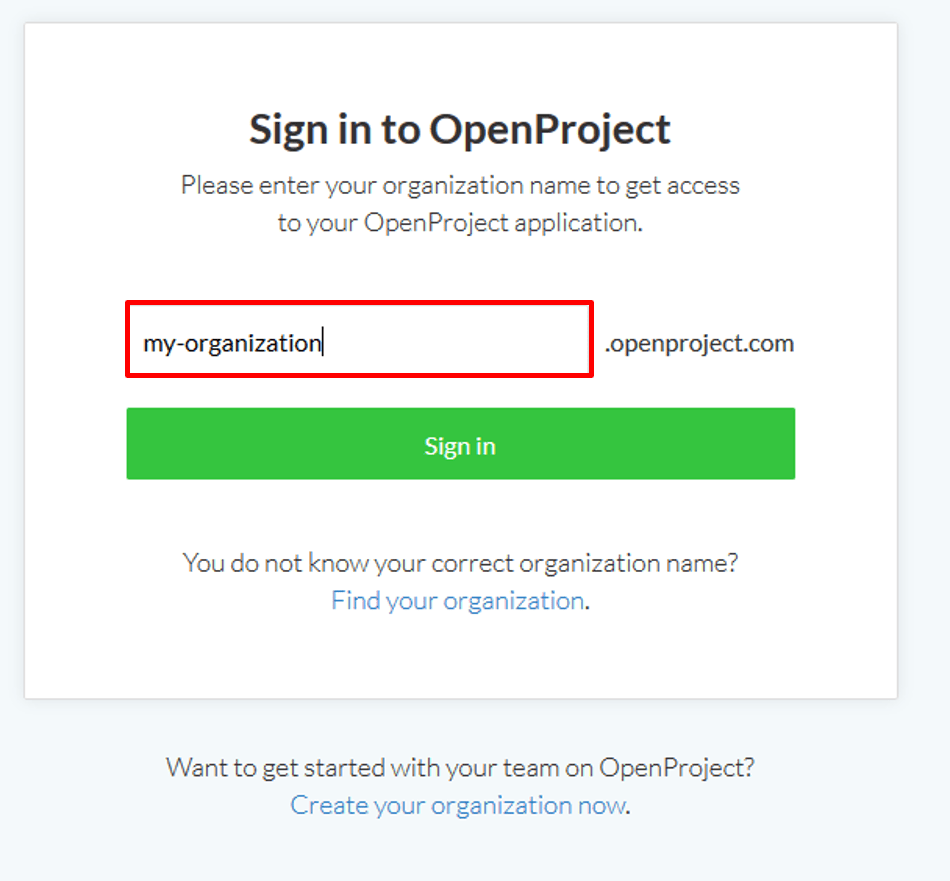 Sign in to OpenProject
Please enter your organization name to get access
to your OpenProject application.
my-organization .openproject.com
Sign in
You do not know your correct organization name?
Find your organization.
Want to get started with your team on OpenProject?
Create your organization now.